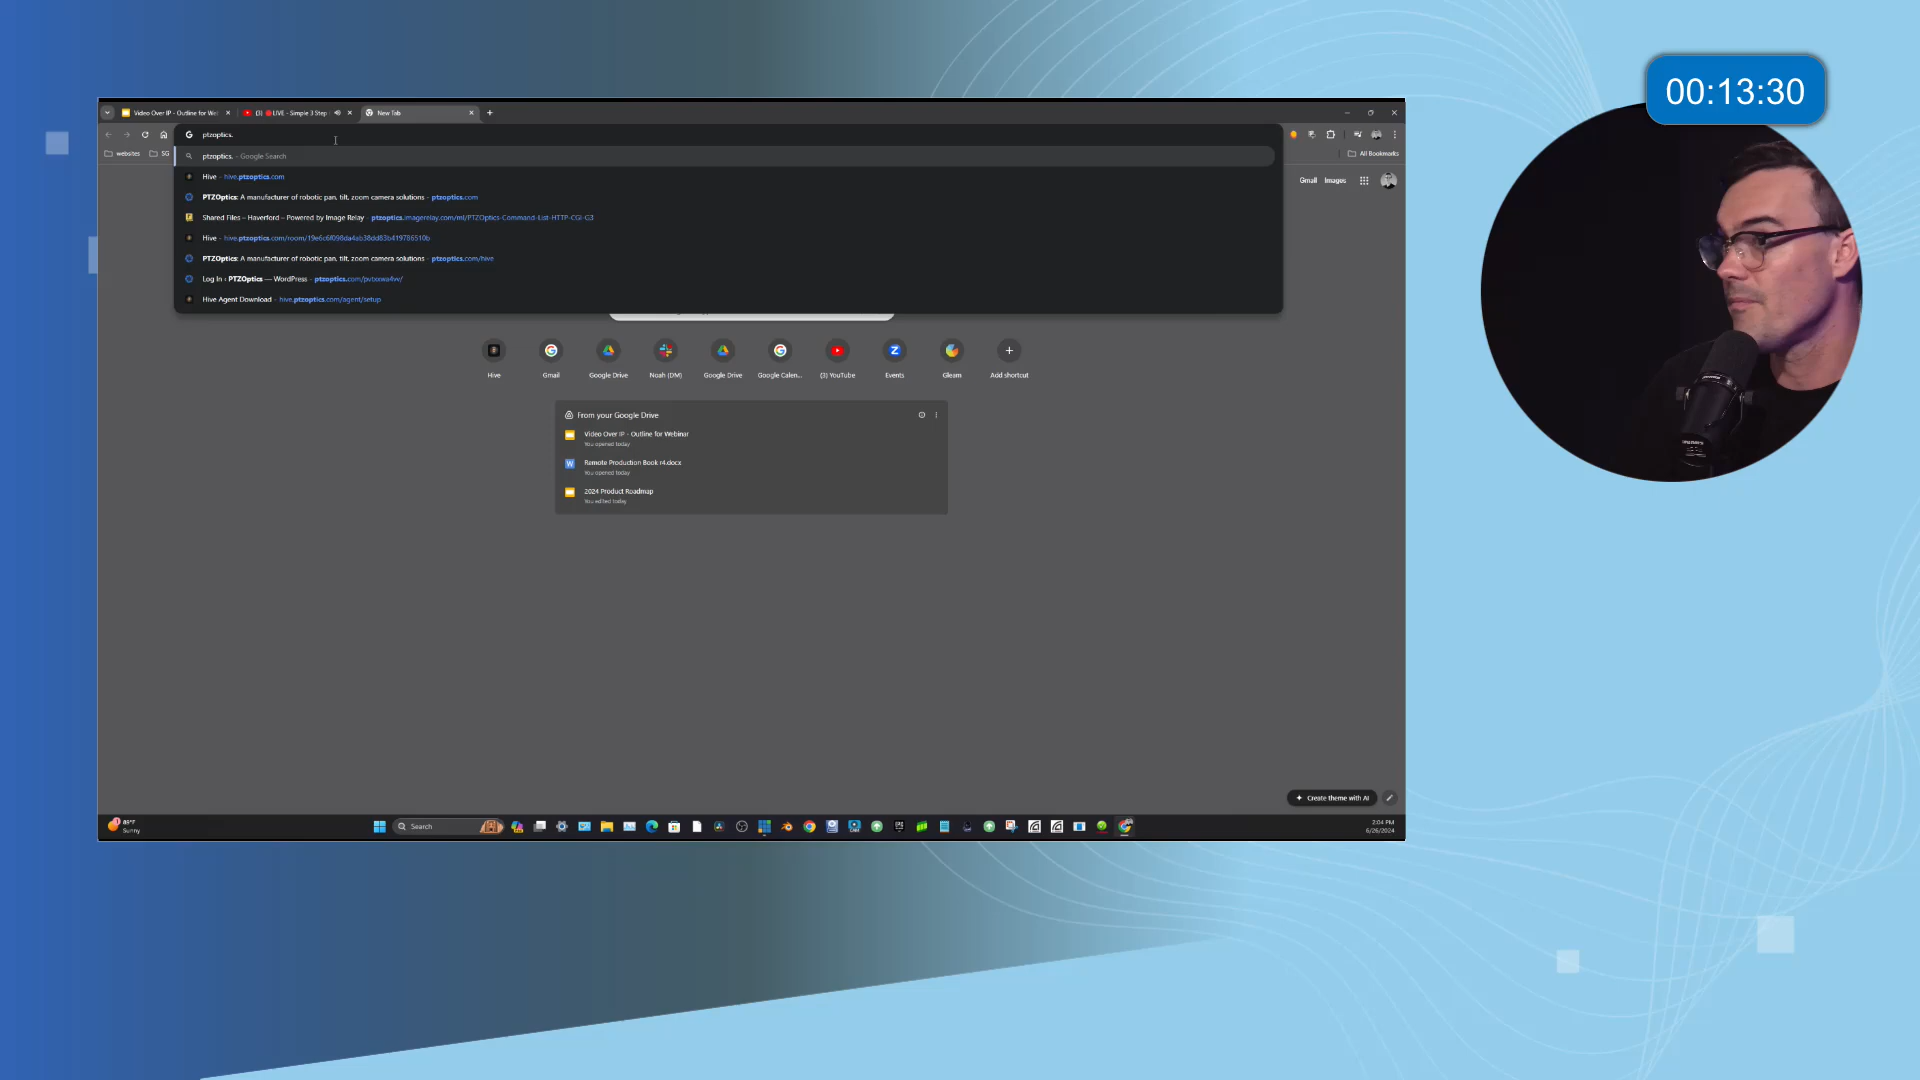 00:13:30
Video Over IP - Outline for We
(3) LIVE - Simple 3 Step
New Tab
ptzoptics.
websites
SG
All Bookmarks
ptzoptics. - Google Search
Hive - hive.ptzoptics.com
PTZOptics: A manufacturer of robotic pan, tilt, zoom camera solutions - ptzoptics.com
Shared Files – Haverford – Powered by Image Relay - ptzoptics.imagerelay.com/ml/PTZOptics-Command-List-HTTP-CGI-G3
Hive - hive.ptzoptics.com/room/19e6c6f098da4ab38dd83b419786510b
PTZOptics: A manufacturer of robotic pan, tilt, zoom camera solutions - ptzoptics.com/hive
Log In ‹ PTZOptics — WordPress -
Hive Agent Download - hive.ptzoptics.com/agent/setup
Gmail Images
Hive
Gmail
Google Drive
Noah (DM)
Google Drive
Google Calen...
(3) YouTube
Events
Gleam
Add shortcut
From your Google Drive
Video Over IP - Outline for Webinar
You opened today
Remote Production Book r4.docx
You opened today
2024 Product Roadmap
You edited today
Create theme with AI
89°F
Sunny
Search
2:04 PM
6/26/2024